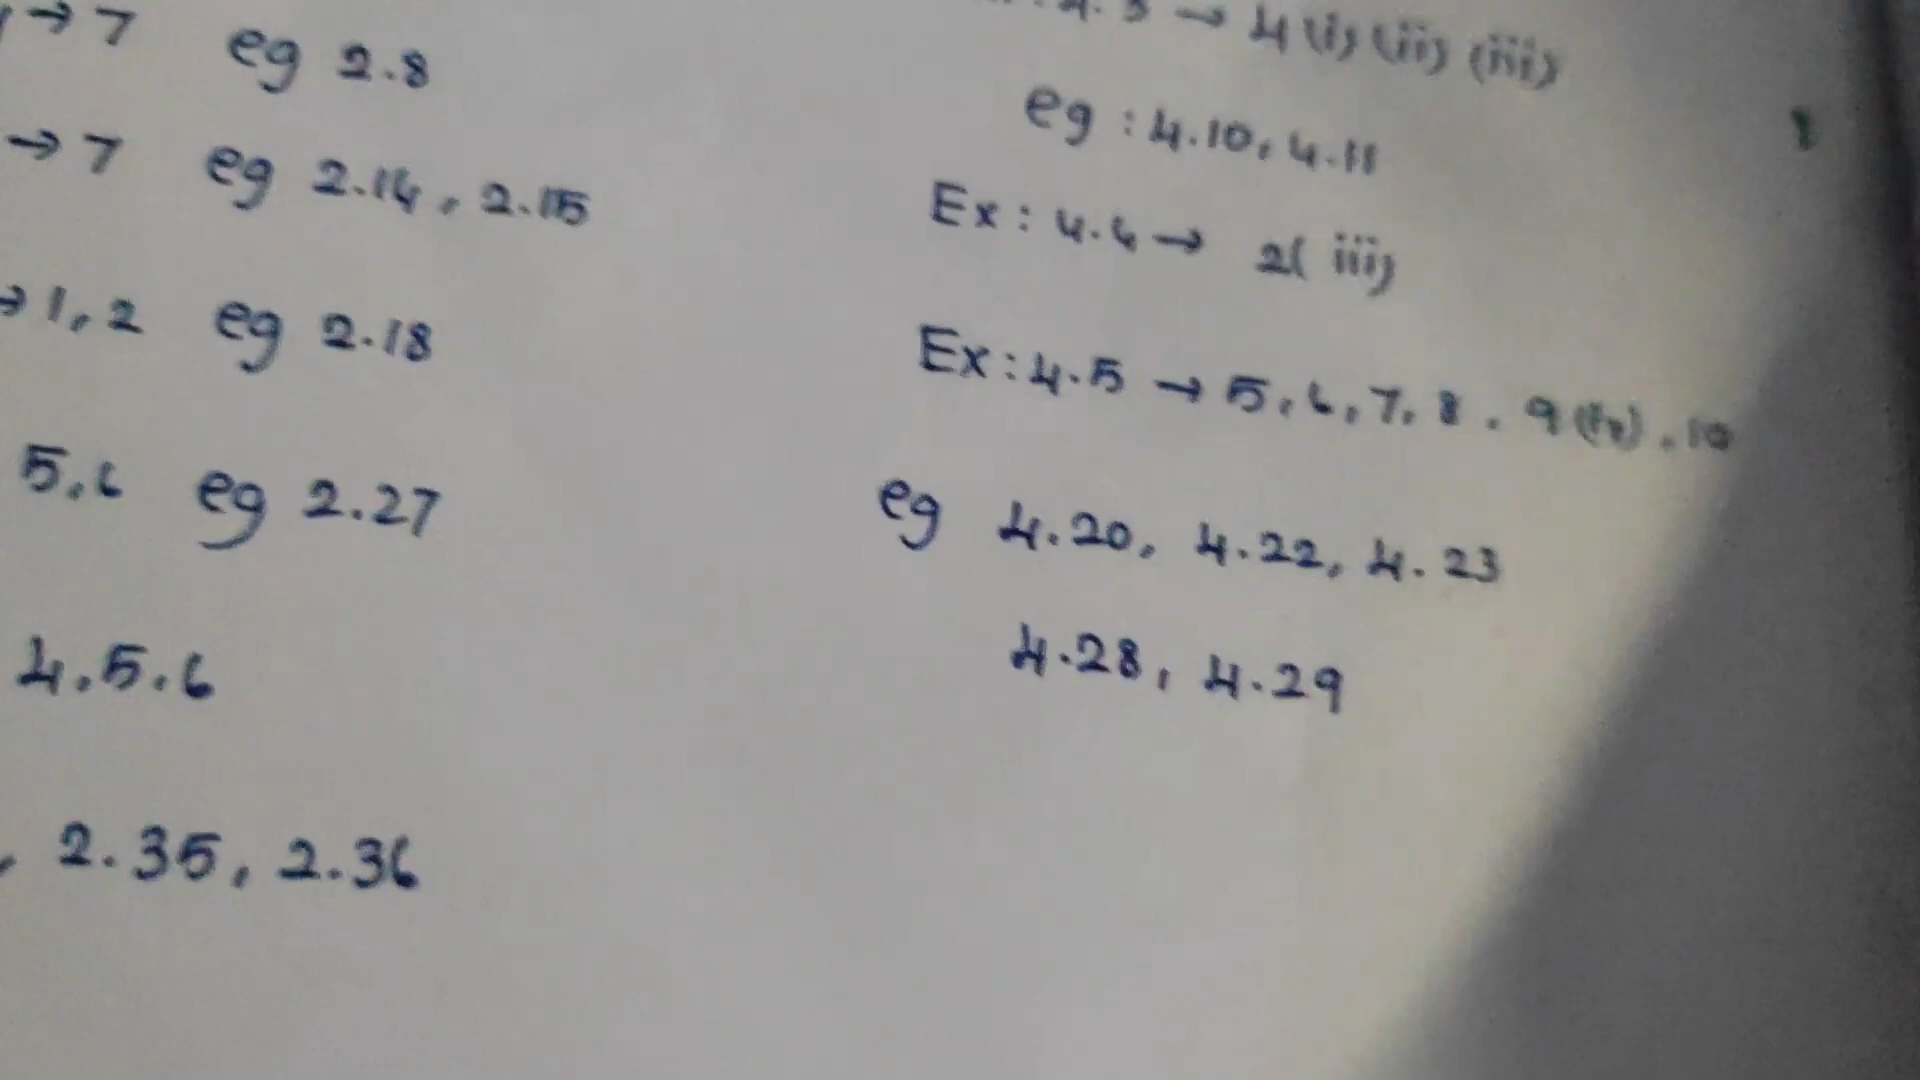 → 7 eg 2.8
→ 7 eg 2.14, 2.15
→ 1, 2 eg 2.18
5, 6 eg 2.27
4, 5, 6
, 2.35, 2.36
4.3 → 4 (i) (ii) (iii)
eg : 4.10, 4.11
Ex : 4.4 → 2( iii)
Ex : 4.5 → 5, 6, 7, 8, 9 (iv), 10
eg 4.20, 4.22, 4.23
4.28, 4.29